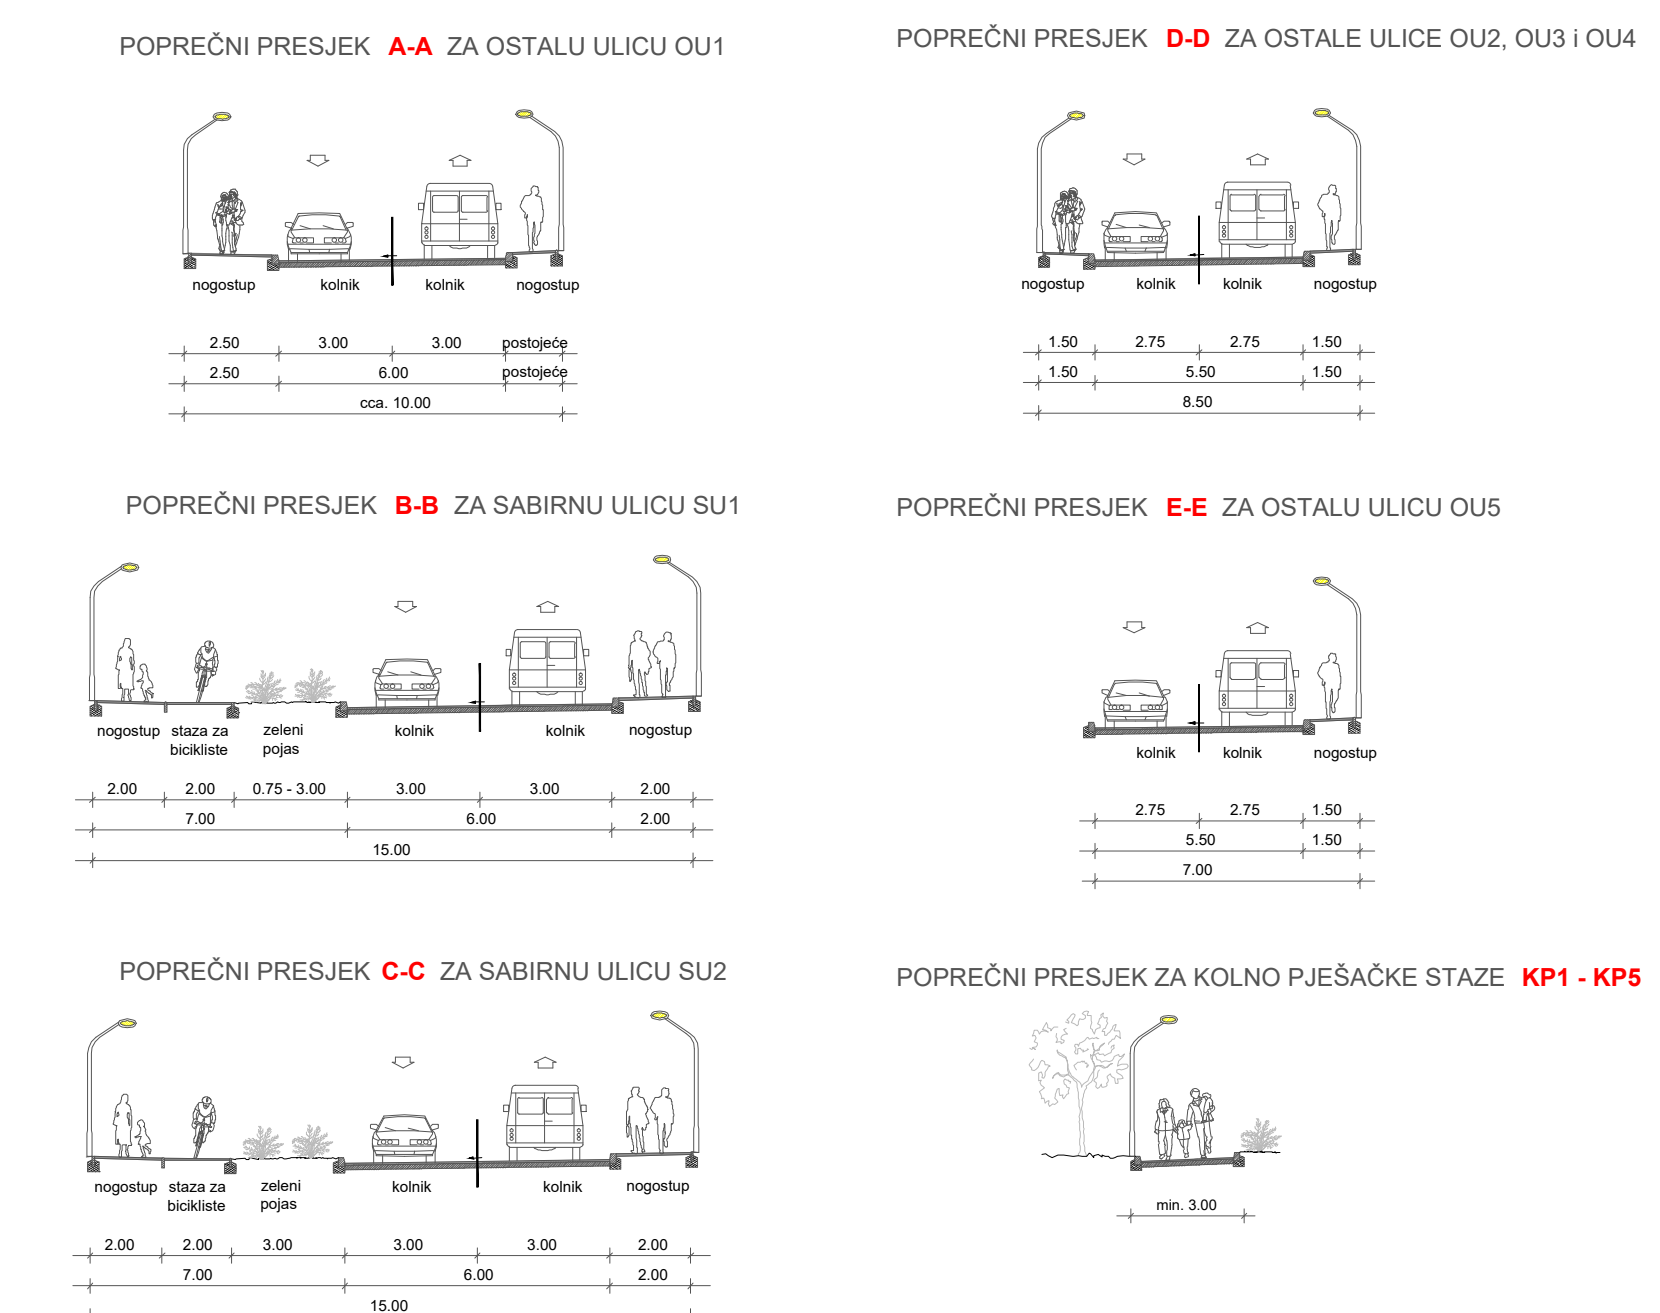 POPREČNI PRESJEK A-A ZA OSTALU ULICU OU1
nogostup kolnik kolnik nogostup
2.50 3.00 3.00 postojeće
2.50 6.00 postojeće
cca. 10.00
POPREČNI PRESJEK D-D ZA OSTALE ULICE OU2, OU3 i OU4
nogostup kolnik kolnik nogostup
1.50 2.75 2.75 1.50
1.50 5.50 1.50
8.50
POPREČNI PRESJEK B-B ZA SABIRNU ULICU SU1
nogostup staza za zeleni kolnik kolnik nogostup
bicikliste pojas
2.00 2.00 0.75 - 3.00 3.00 3.00 2.00
7.00 6.00 2.00
15.00
POPREČNI PRESJEK E-E ZA OSTALU ULICU OU5
kolnik kolnik nogostup
2.75 2.75 1.50
5.50 1.50
7.00
POPREČNI PRESJEK C-C ZA SABIRNU ULICU SU2
nogostup staza za zeleni kolnik kolnik nogostup
bicikliste pojas
2.00 2.00 3.00 3.00 3.00 2.00
7.00 6.00 2.00
15.00
POPREČNI PRESJEK ZA KOLNO PJEŠAČKE STAZE KP1 - KP5
min. 3.00